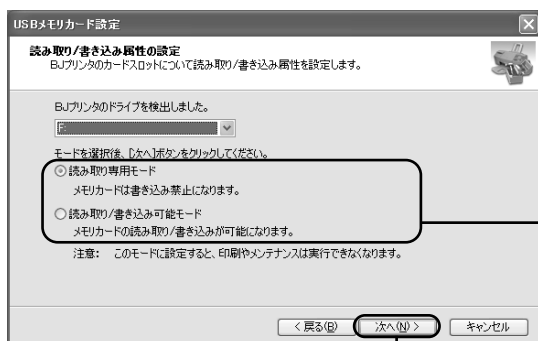 USBメモリカード設定
読み取り/書き込み属性の設定
BJプリンタのカードスロットについて読み取り/書き込み属性を設定します。
BJプリンタのドライブを検出しました。
F:
モードを選択後、[次へ]ボタンをクリックしてください。
読み取り専用モード
メモリカードは書き込み禁止になります。
読み取り/書き込み可能モード
メモリカードの読み取り/書き込みが可能になります。
注意: このモードに設定すると、印刷やメンテナンスは実行できなくなります。
< 戻る(B) 次へ(N) > キャンセル